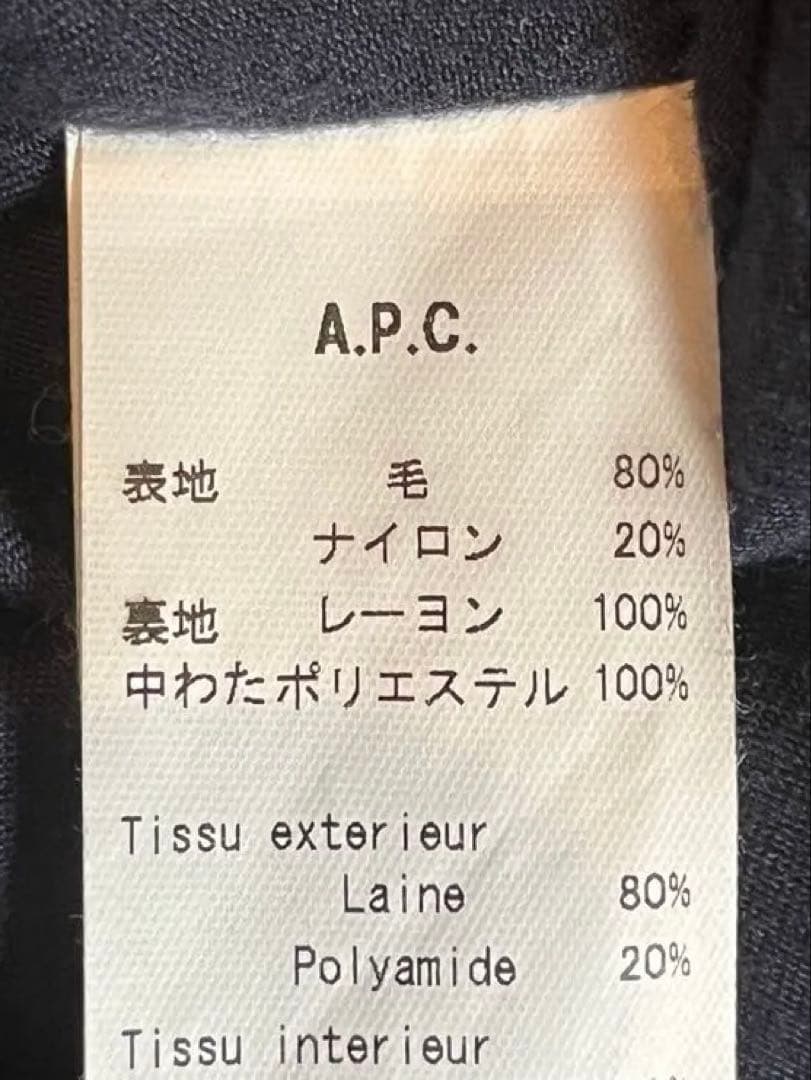 A.P.C.
表地 毛 80%
ナイロン 20%
裏地 レーヨン 100%
中わたポリエステル 100%
Tissu exterieur
Laine 80%
Polyamide 20%
Tissu interieur